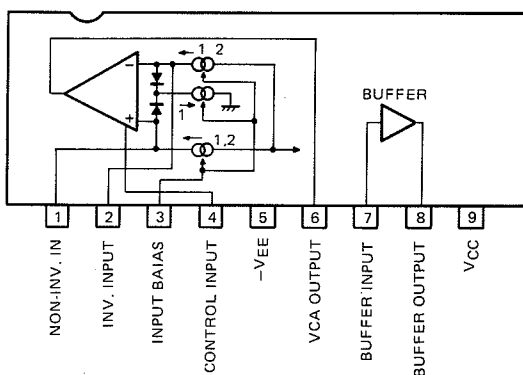 1, 2
1
1,2
BUFFER
1
2
3
4
5
6
7
8
9
NON-INV. IN
INV. INPUT
INPUT BAIAS
CONTROL INPUT
-VEE
VCA OUTPUT
BUFFER INPUT
BUFFER OUTPUT
VCC